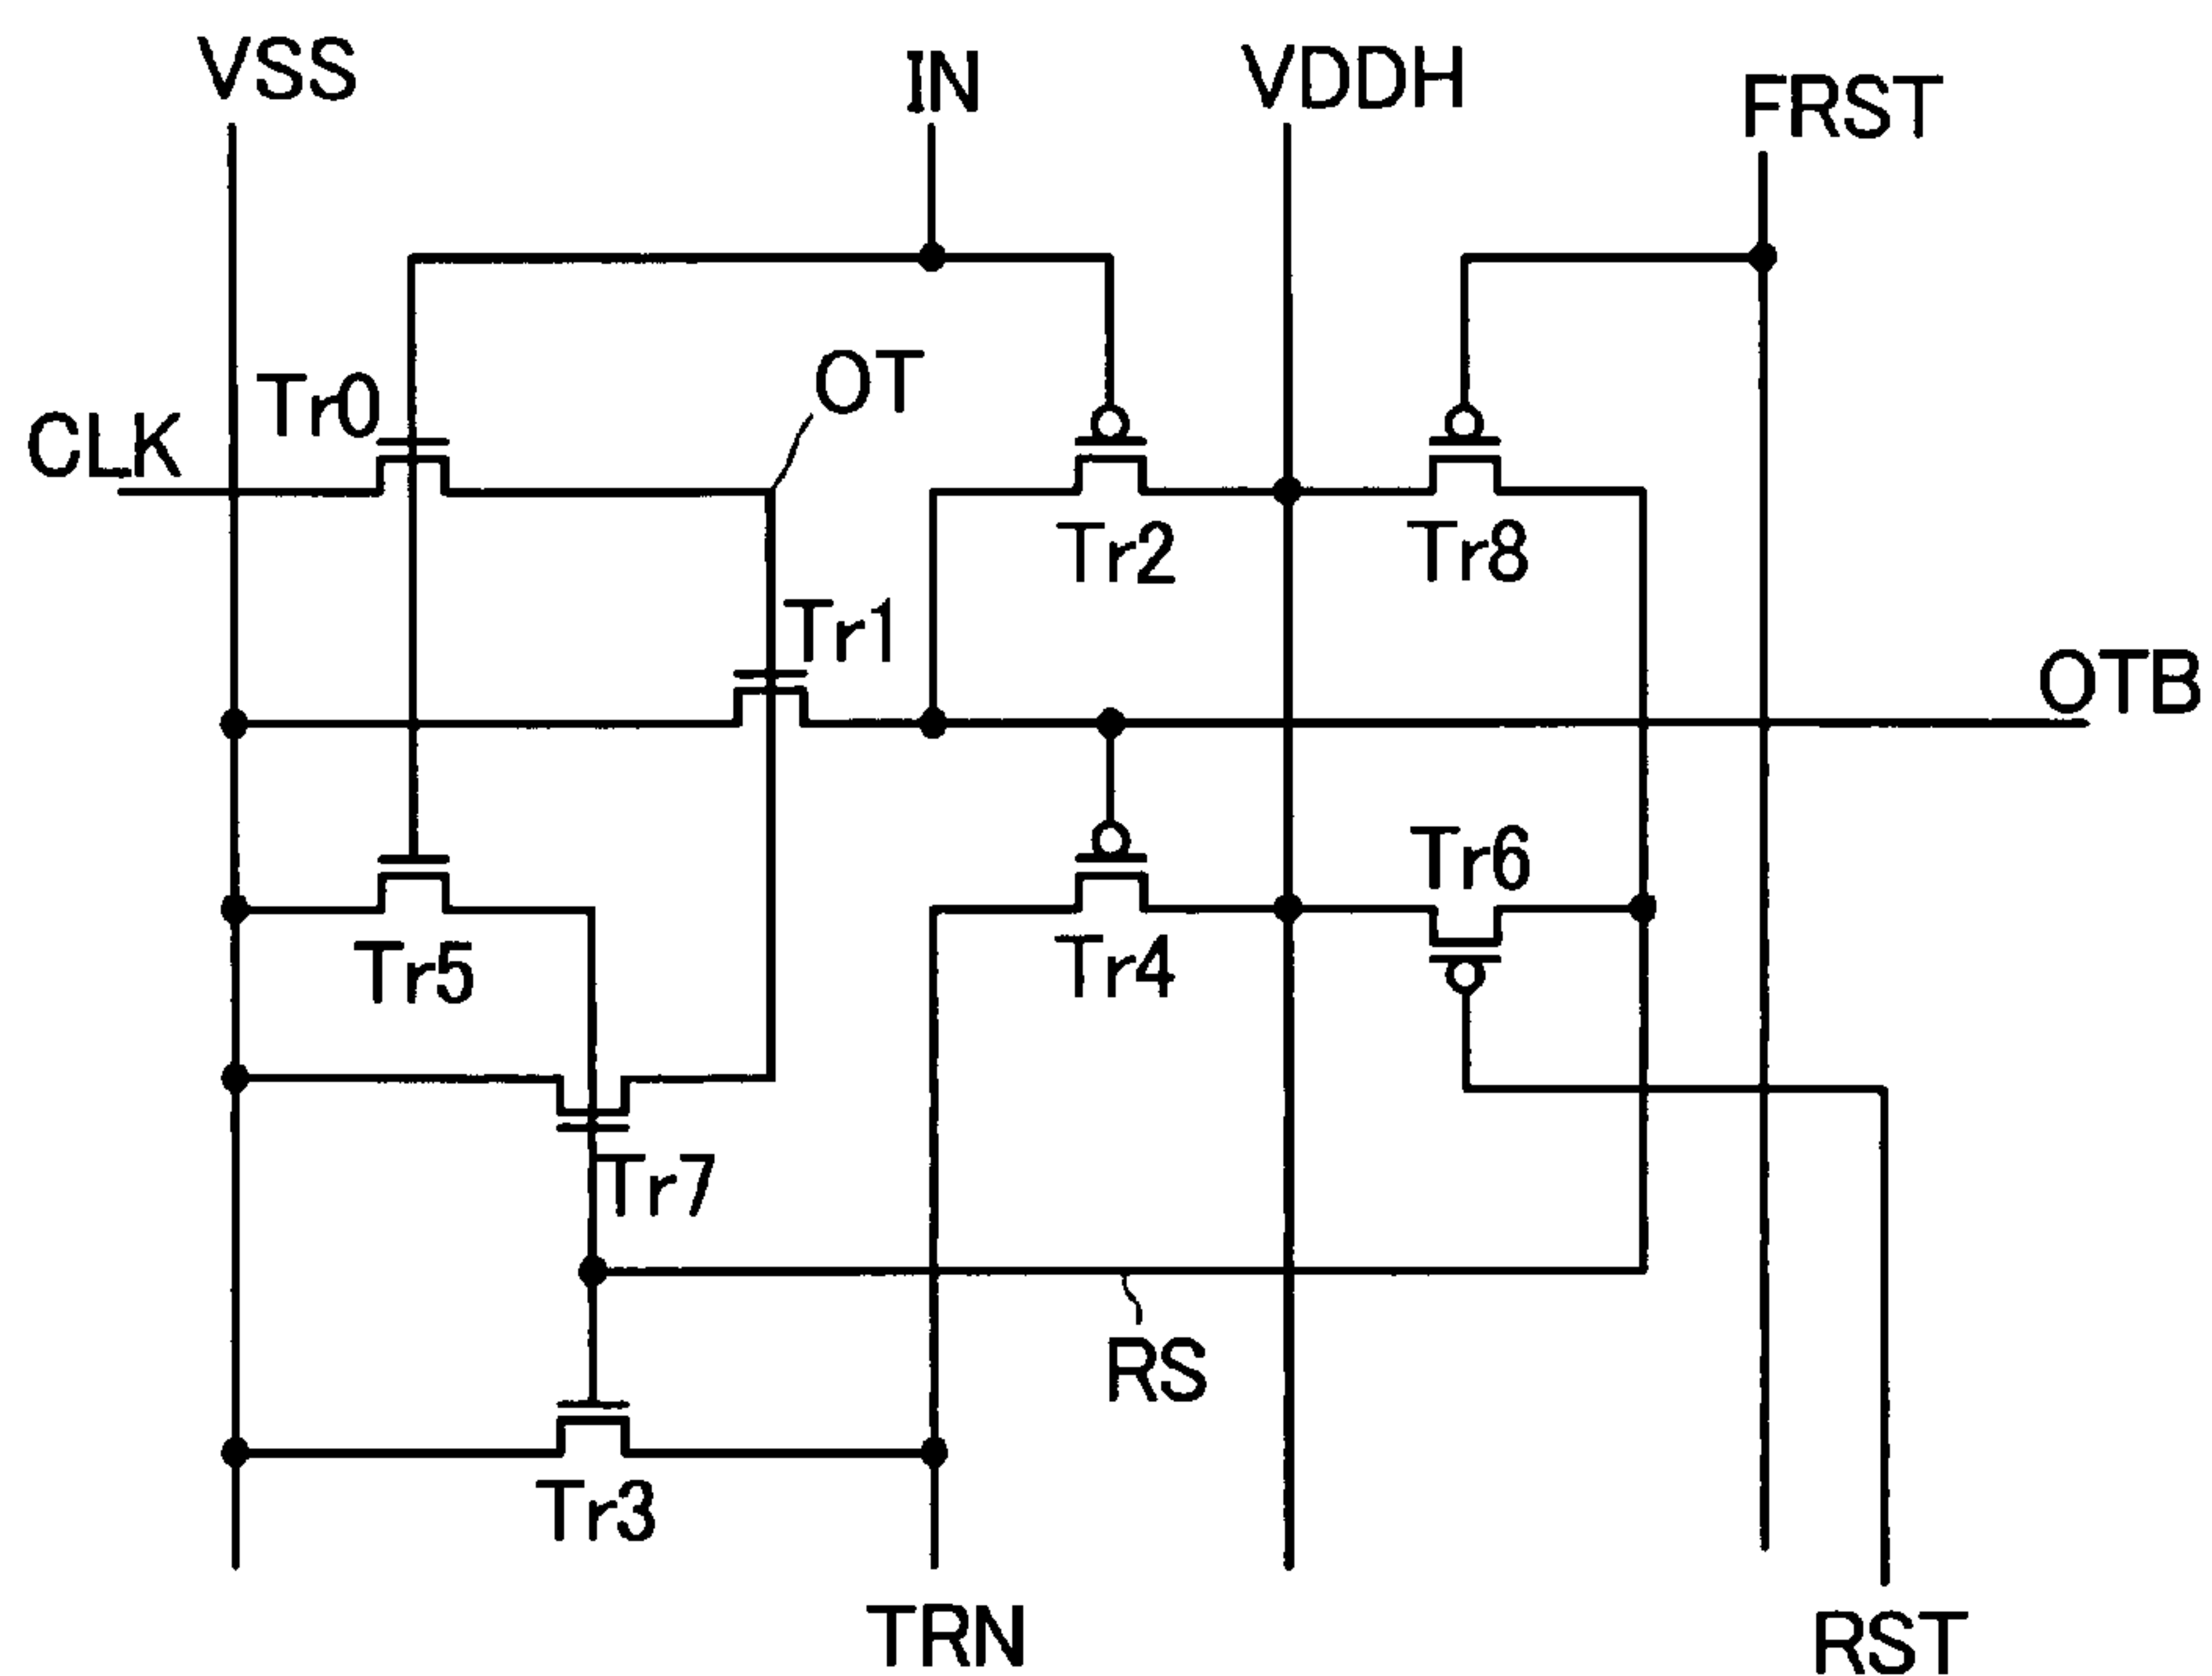 VSS
IN
VDDH
FRST
Tr0
OT
CLK
Tr2
Tr8
Tr1
OTB
Tr6
Tr5
Tr4
Tr7
RS
Tr3
TRN
RST